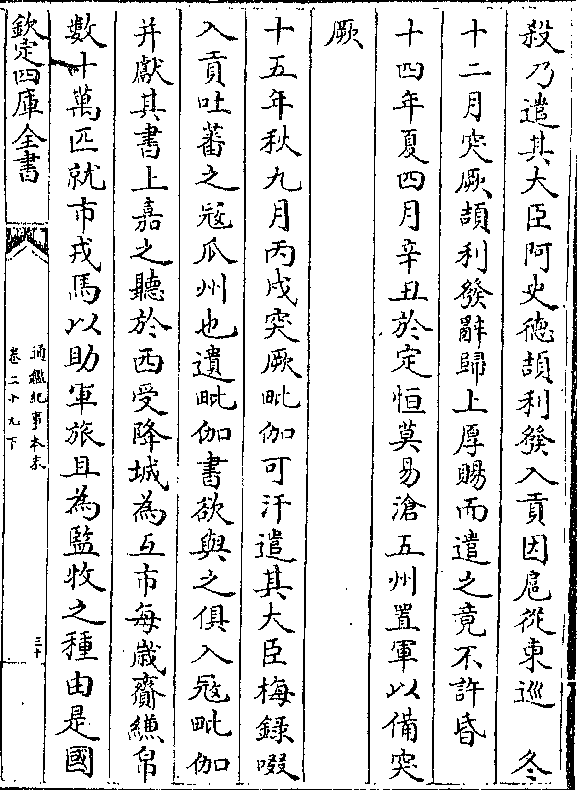 殺乃遣其大臣阿史德頡利發入貢因扈從東巡　冬
十二月突厥頡利發辭歸上厚賜而遣之竟不許昏
十四年夏四月辛丑於定恒莫易滄五州置軍以備突
厥
十五年秋九月丙戌突厥毗伽可汗遣其大臣梅録啜
入貢吐蕃之寇瓜州也遺毗伽書欲與之俱入寇毗伽
并獻其書上嘉之聽於西受降城為互市每歲齎縑帛
數十萬匹就市戎馬以助軍旅且為監牧之種由是國
欽定四庫全書
通鑑紀事本末
卷二十九下
三十